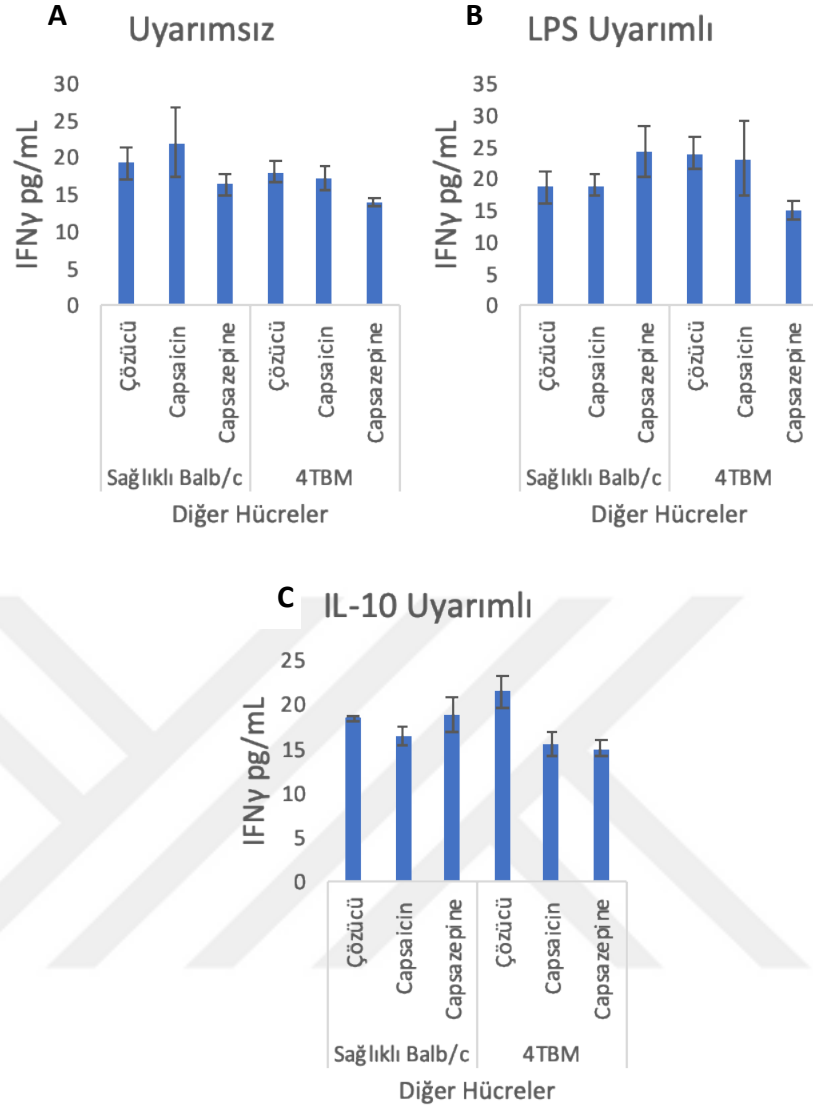 A
Uyarımsız
IFNγ pg/mL
30
25
20
15
10
5
0
Çözücü
Capsaicin
Capsazepine
Çözücü
Capsaicin
Capsazepine
Sağlıklı Balb/c
4TBM
Diğer Hücreler
B
LPS Uyarımlı
IFNγ pg/mL
35
30
25
20
15
10
5
0
Çözücü
Capsaicin
Capsazepine
Çözücü
Capsaicin
Capsazepine
Sağlıklı Balb/c
4TBM
Diğer Hücreler
C
IL-10 Uyarımlı
IFNγ pg/mL
25
20
15
10
5
0
Çözücü
Capsaicin
Capsazepine
Çözücü
Capsaicin
Capsazepine
Sağlıklı Balb/c
4TBM
Diğer Hücreler